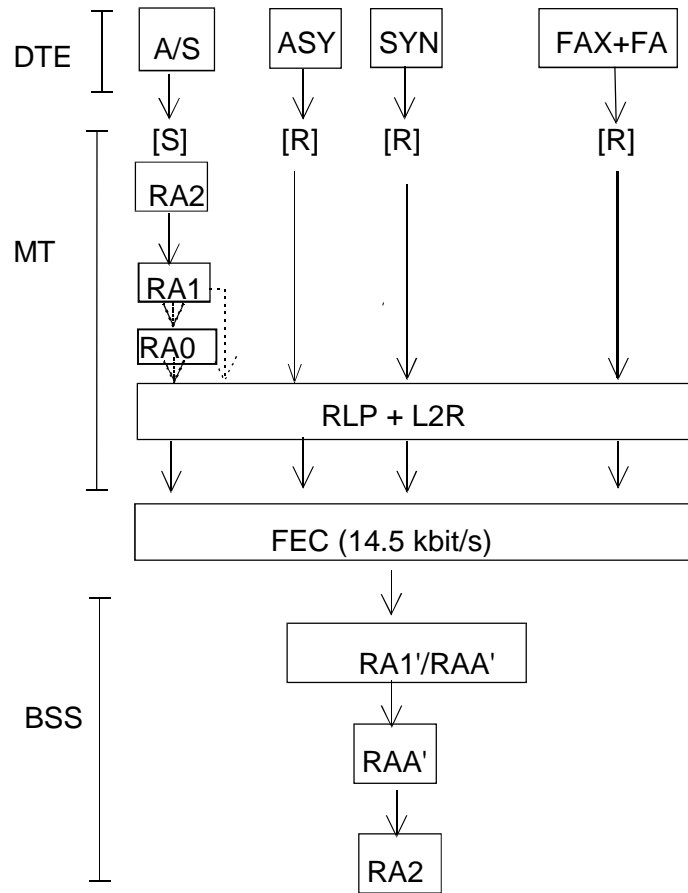 DTE A/S ASY SYN FAX+FA
[S] [R] [R] [R]
RA2
MT
RA1
RA0
RLP + L2R
FEC (14.5 kbit/s)
RA1'/RAA'
BSS
RAA'
RA2